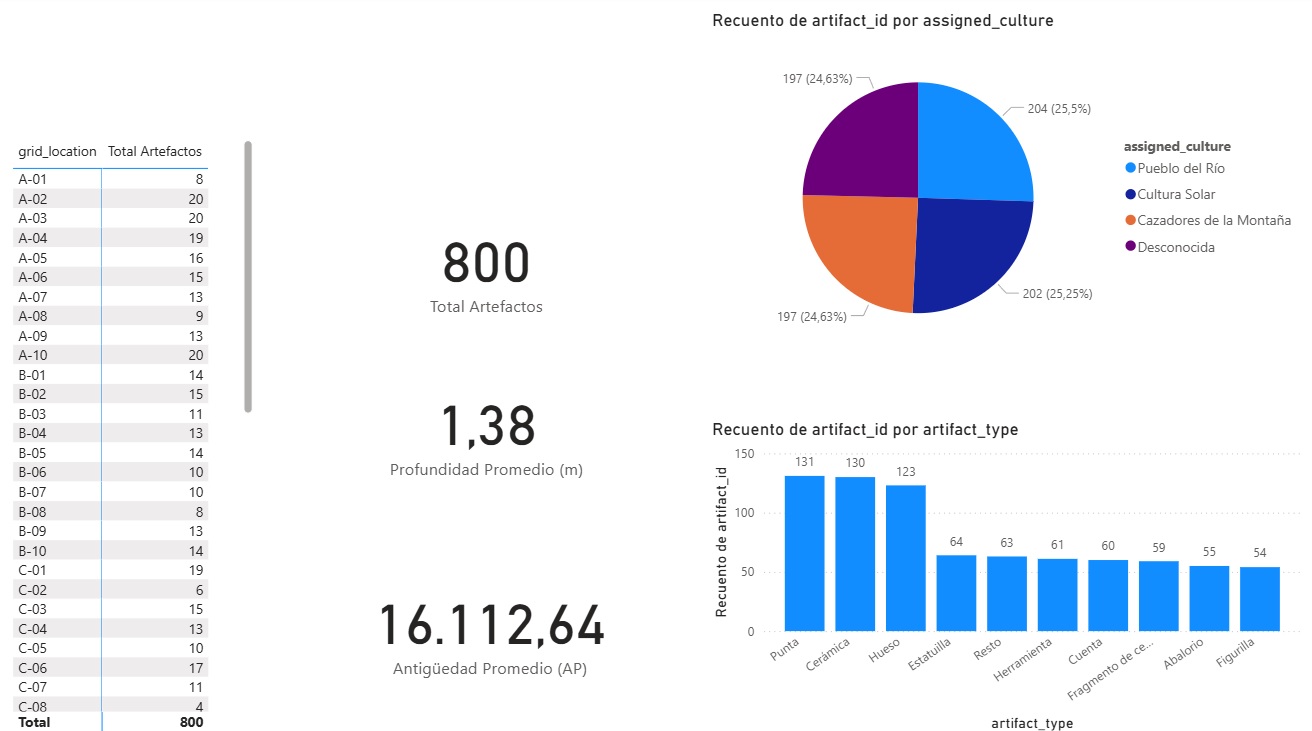 Recuento de artifact_id por assigned_culture
197 (24,63%)
204 (25,5%)
202 (25,25%)
197 (24,63%)
assigned_culture
Pueblo del Río
Cultura Solar
Cazadores de la Montaña
Desconocida
grid_location Total Artefactos
A-01 8
A-02 20
A-03 20
A-04 19
A-05 16
A-06 15
A-07 13
A-08 9
A-09 13
A-10 20
B-01 14
B-02 15
B-03 11
B-04 13
B-05 14
B-06 10
B-07 10
B-08 8
B-09 13
B-10 14
C-01 19
C-02 6
C-03 15
C-04 13
C-05 10
C-06 17
C-07 11
C-08 4
Total 800
800
Total Artefactos
1,38
Profundidad Promedio (m)
16.112,64
Antigüedad Promedio (AP)
Recuento de artifact_id por artifact_type
Recuento de artifact_id
150
100
50
0
131
130
123
64
63
61
60
59
55
54
Punta
Cerámica
Hueso
Estatuilla
Resto
Herramienta
Cuenta
Fragmento de ce...
Abalorio
Figurilla
artifact_type